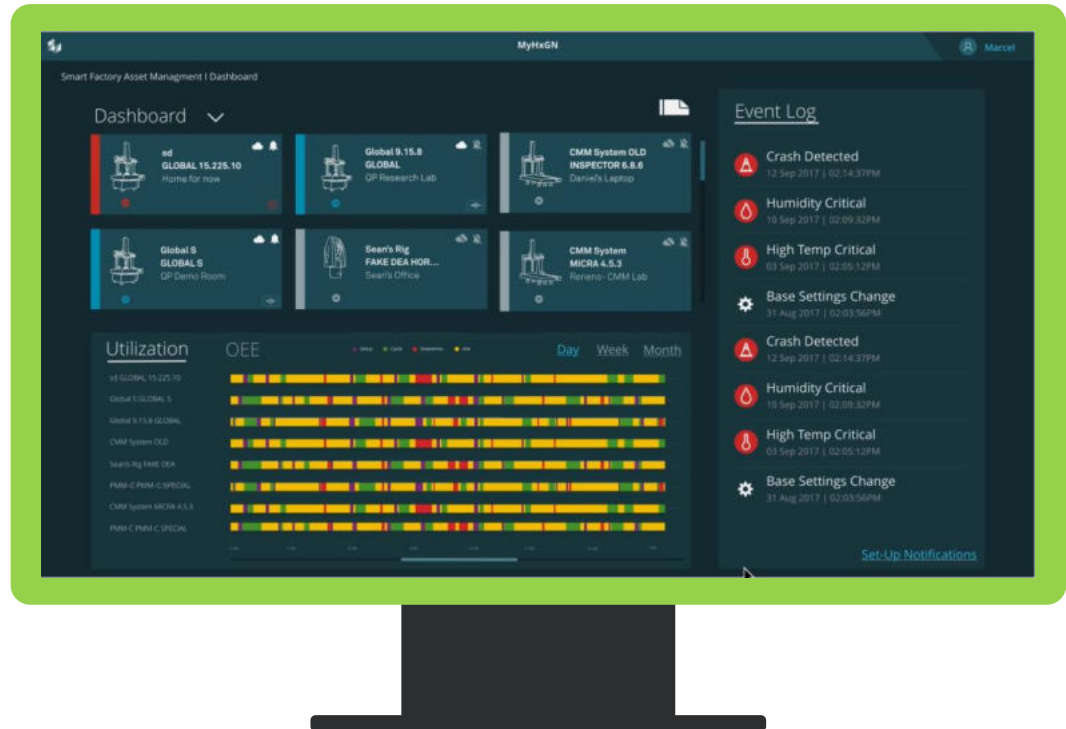 MyHxGN
Marcel
Smart Factory Asset Managment I Dashboard
Dashboard
sd
GLOBAL 15.225.10
Home for now
Global 9.15.8
GLOBAL
QP Research Lab
CMM System OLD
INSPECTOR 6.8.6
Daniel's Laptop
Global S
GLOBAL S
QP Demo Room
Sean's Rig
FAKE DEA HOR...
Sean's Office
CMM System
MICRA 4.5.3
Renens- CMM Lab
Utilization
OEE
Day
Week
Month
sd GLOBAL 15.225.10
Global S GLOBAL S
Global 9.15.8 GLOBAL
CMM System OLD
Sean's Rig FAKE DEA
PMM-C PMM-C SPECIAL
CMM System MICRA 4.5.3
PMM-C PMM-C SPECIAL
Event Log
Crash Detected
12 Sep 2017 | 02:14:37PM
Humidity Critical
10 Sep 2017 | 02:09:32PM
High Temp Critical
03 Sep 2017 | 02:05:12PM
Base Settings Change
31 Aug 2017 | 02:03:56PM
Crash Detected
12 Sep 2017 | 02:14:37PM
Humidity Critical
10 Sep 2017 | 02:09:32PM
High Temp Critical
03 Sep 2017 | 02:05:12PM
Base Settings Change
31 Aug 2017 | 02:03:56PM
Set-Up Notifications